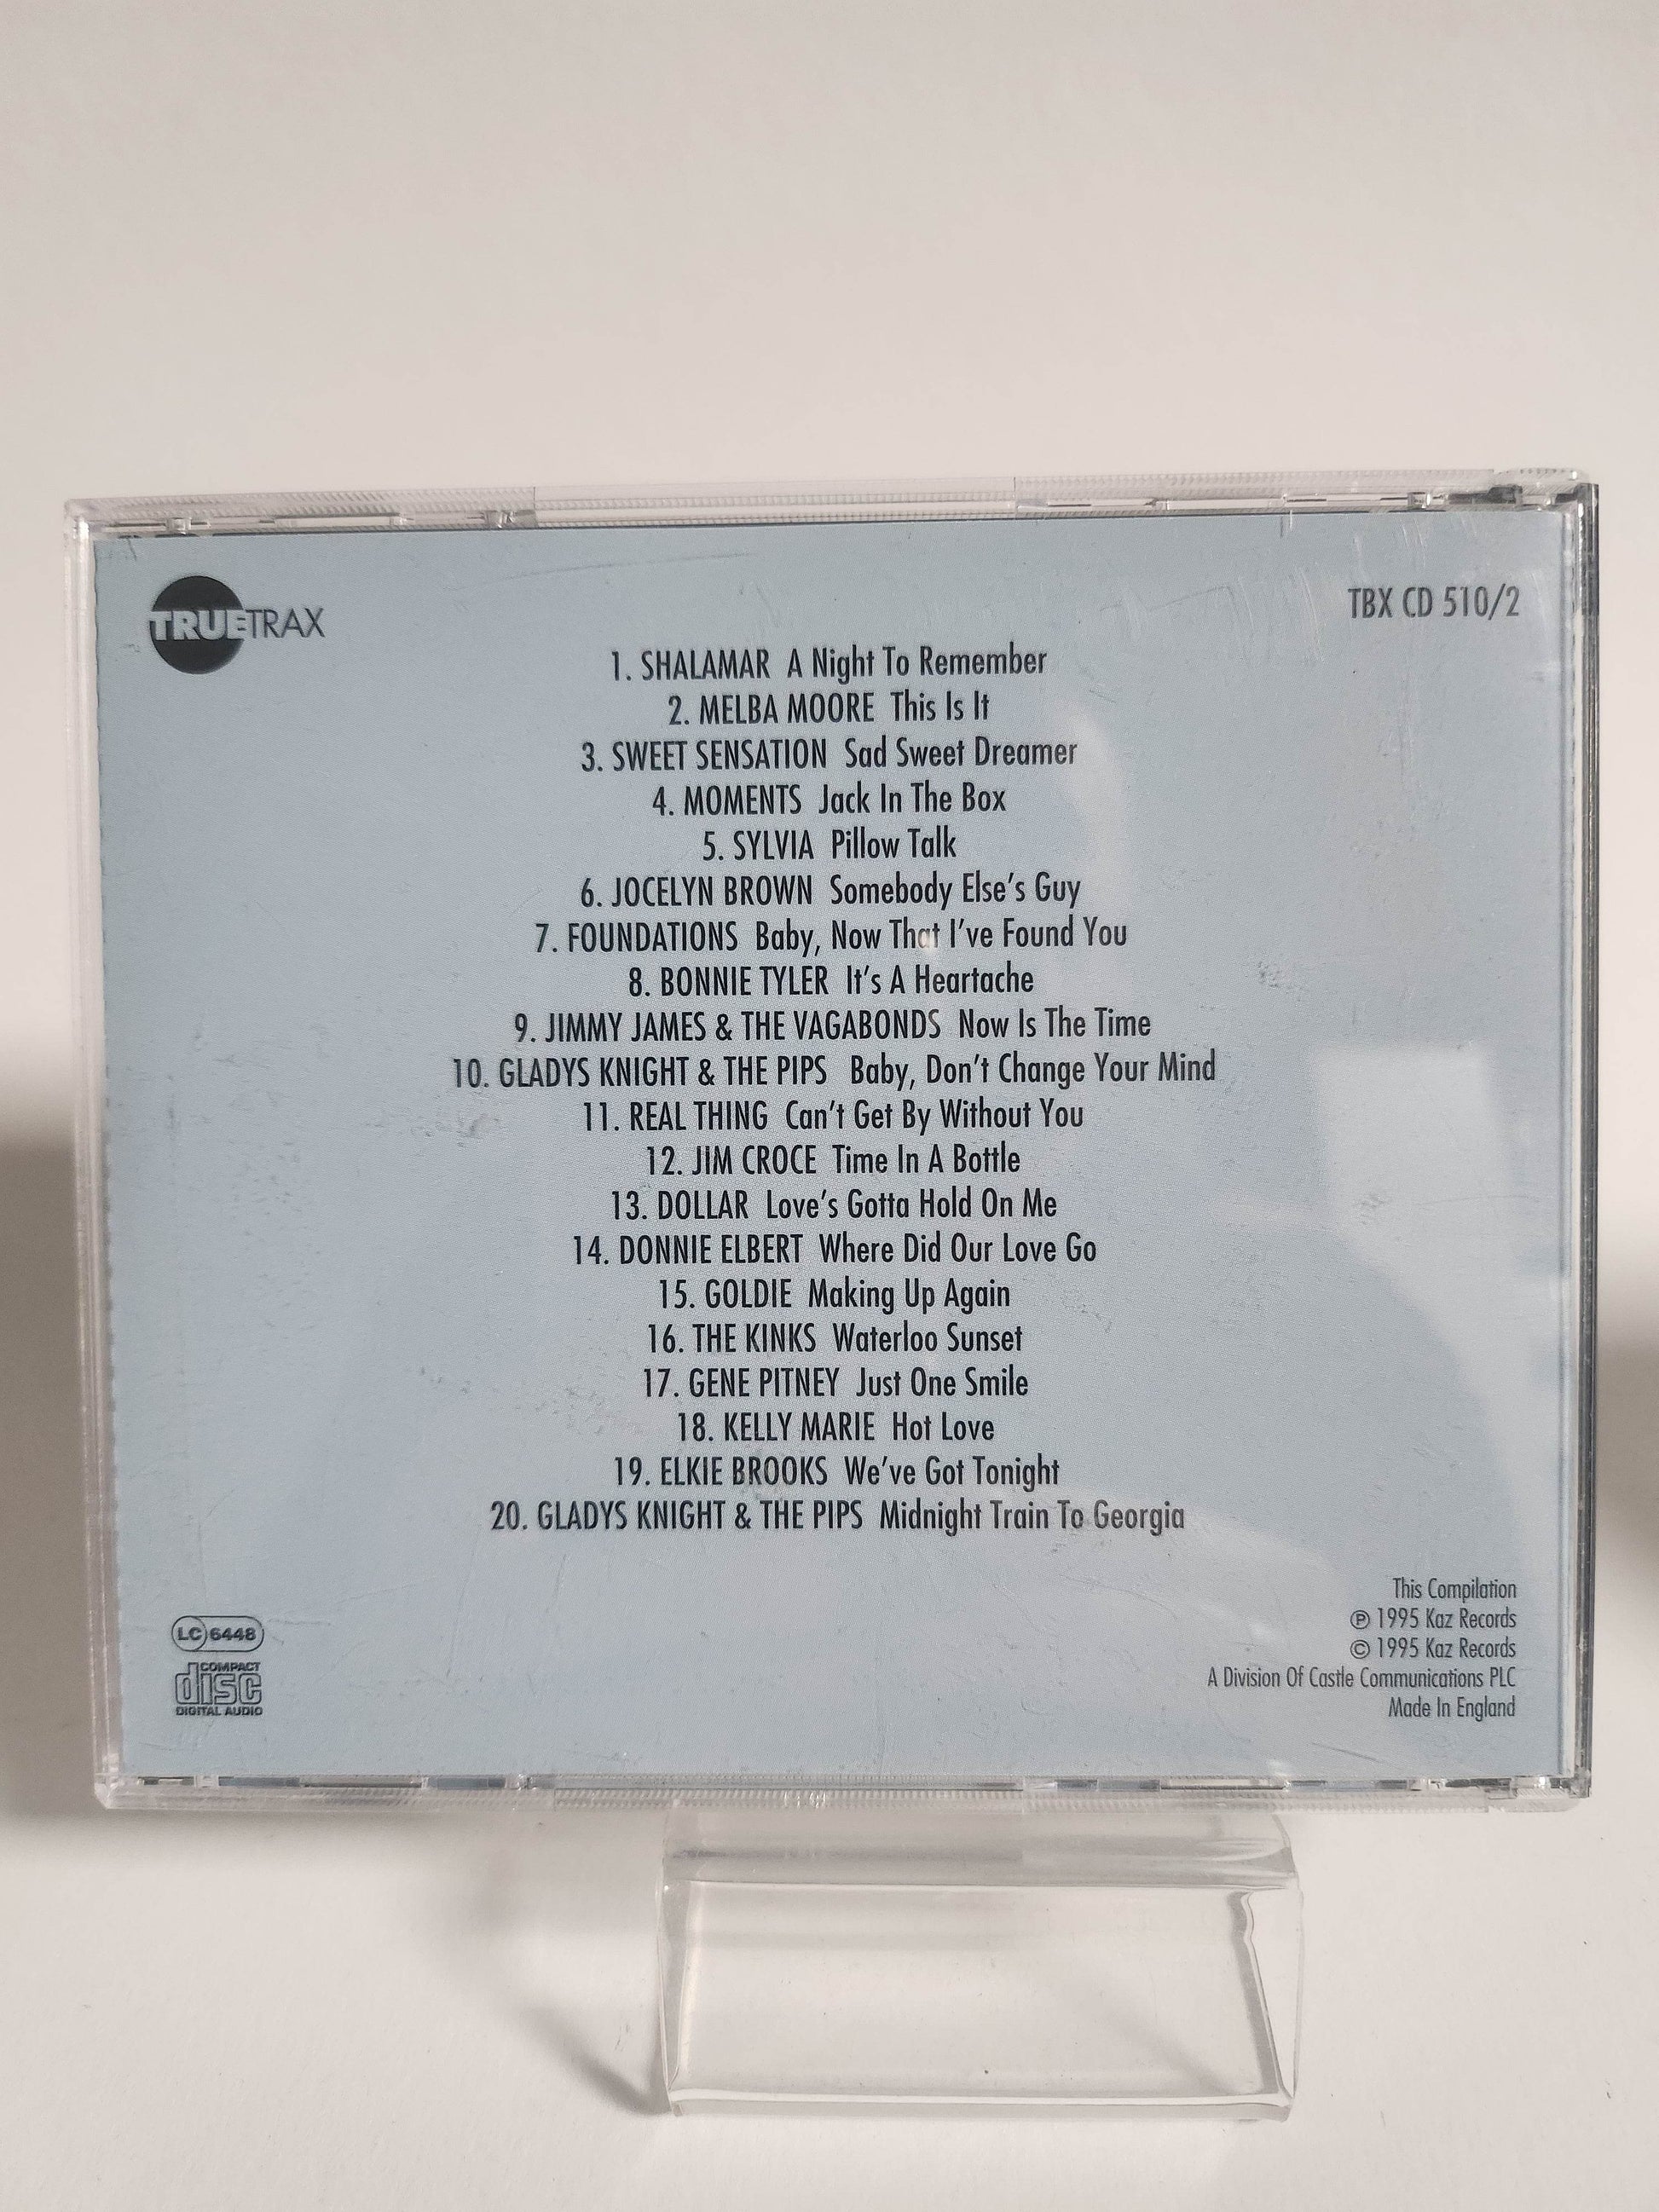 TRUETRAX
TBX CD 510/2
1. SHALAMAR A Night To Remember
2. MELBA MOORE This Is It
3. SWEET SENSATION Sad Sweet Dreamer
4. MOMENTS Jack In The Box
5. SYLVIA Pillow Talk
6. JOCELYN BROWN Somebody Else's Guy
7. FOUNDATIONS Baby, Now That I've Found You
8. BONNIE TYLER It's A Heartache
9. JIMMY JAMES & THE VAGABONDS Now Is The Time
10. GLADYS KNIGHT & THE PIPS Baby, Don't Change Your Mind
11. REAL THING Can't Get By Without You
12. JIM CROCE Time In A Bottle
13. DOLLAR Love's Gotta Hold On Me
14. DONNIE ELBERT Where Did Our Love Go
15. GOLDIE Making Up Again
16. THE KINKS Waterloo Sunset
17. GENE PITNEY Just One Smile
18. KELLY MARIE Hot Love
19. ELKIE BROOKS We've Got Tonight
20. GLADYS KNIGHT & THE PIPS Midnight Train To Georgia
This Compilation
℗ 1995 Kaz Records
© 1995 Kaz Records
A Division Of Castle Communications PLC
Made In England
LC 6448
COMPACT
disc
DIGITAL AUDIO